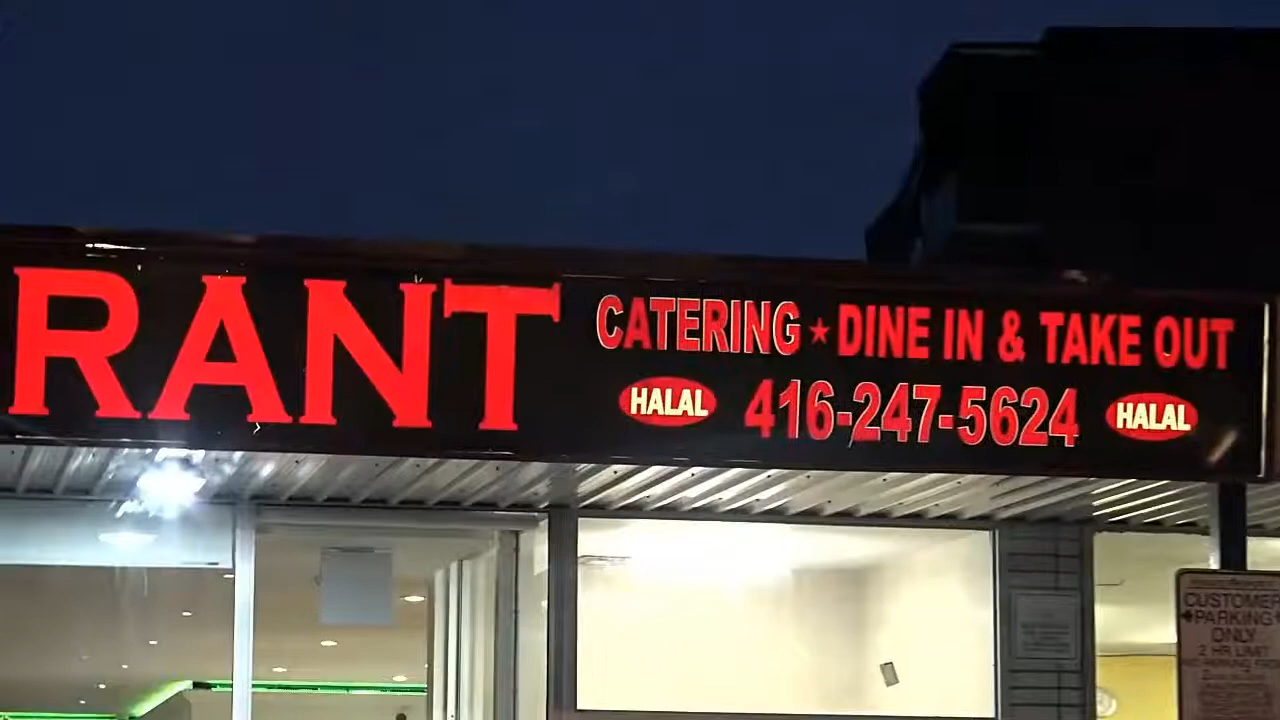 RANT
CATERING ★ DINE IN & TAKE OUT
HALAL 416-247-5624 HALAL
CUSTOMER
PARKING
ONLY
2 HR LIMIT